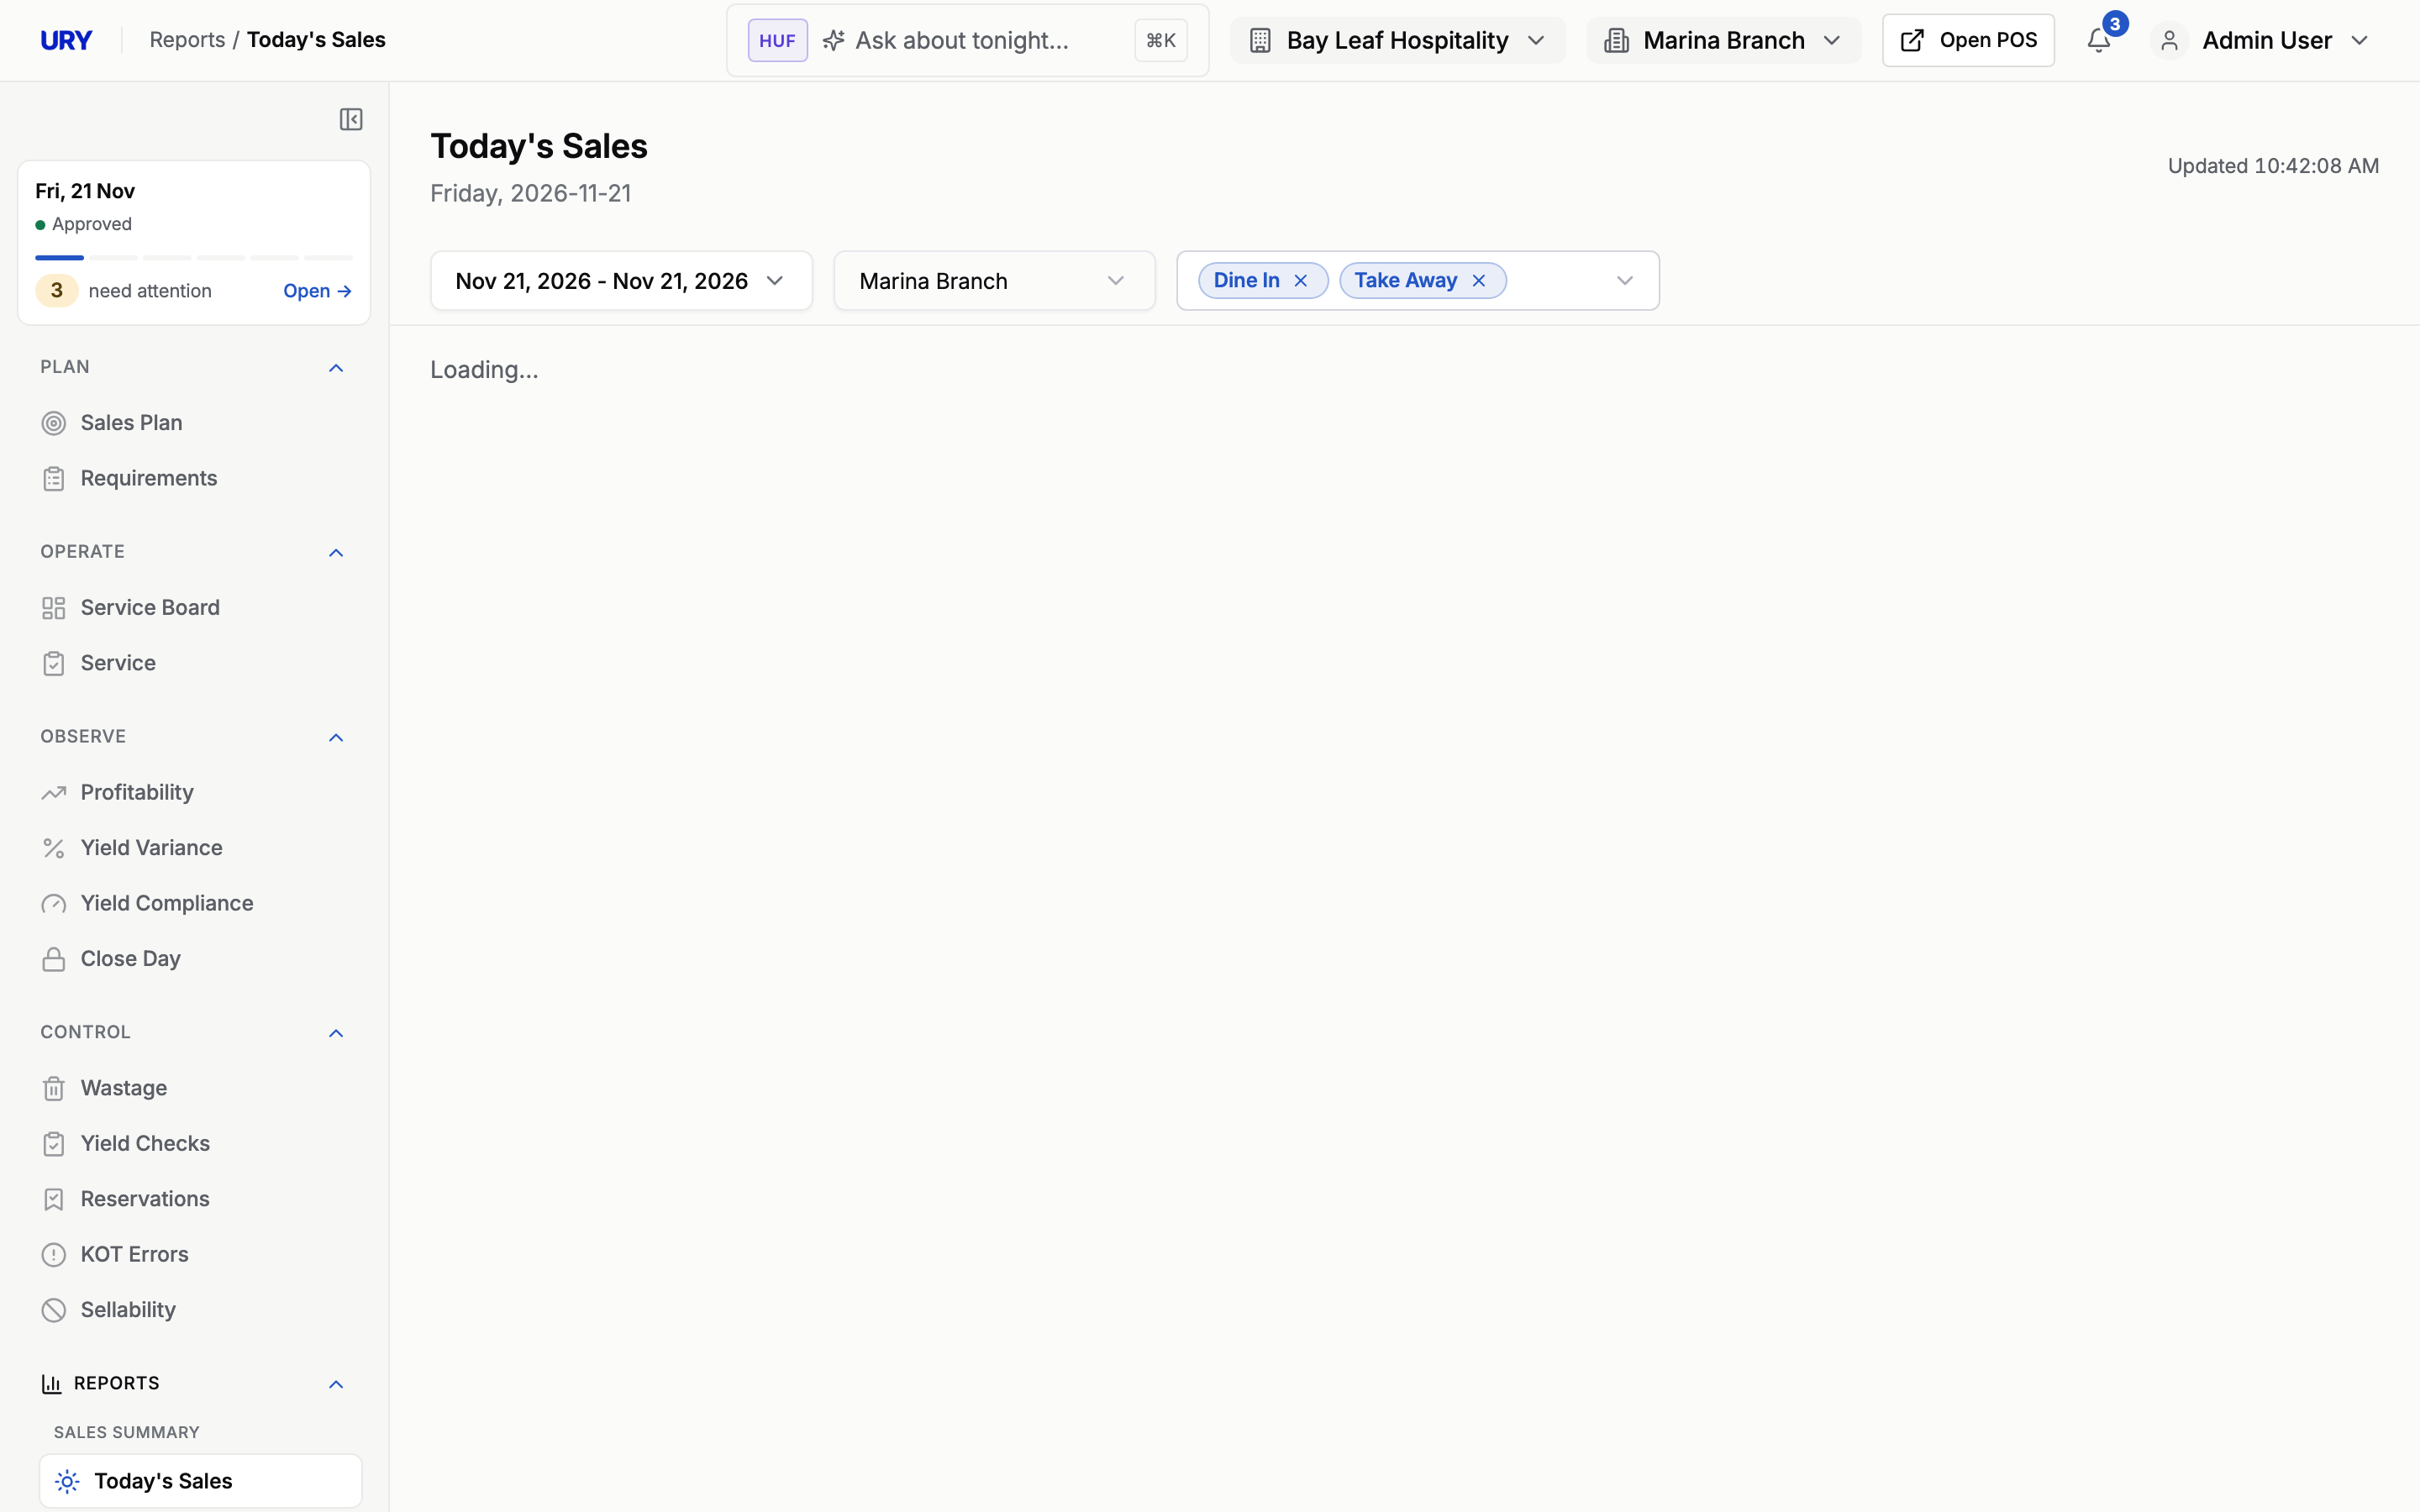 URY
Reports / Today's Sales
HUF
Ask about tonight...
⌘K
Bay Leaf Hospitality
Marina Branch
Open POS
3
Admin User
Fri, 21 Nov
Approved
3 need attention
Open →
PLAN
Sales Plan
Requirements
OPERATE
Service Board
Service
OBSERVE
Profitability
Yield Variance
Yield Compliance
Close Day
CONTROL
Wastage
Yield Checks
Reservations
KOT Errors
Sellability
REPORTS
SALES SUMMARY
Today's Sales
Today's Sales
Friday, 2026-11-21
Updated 10:42:08 AM
Nov 21, 2026 - Nov 21, 2026
Marina Branch
Dine In
Take Away
Loading...